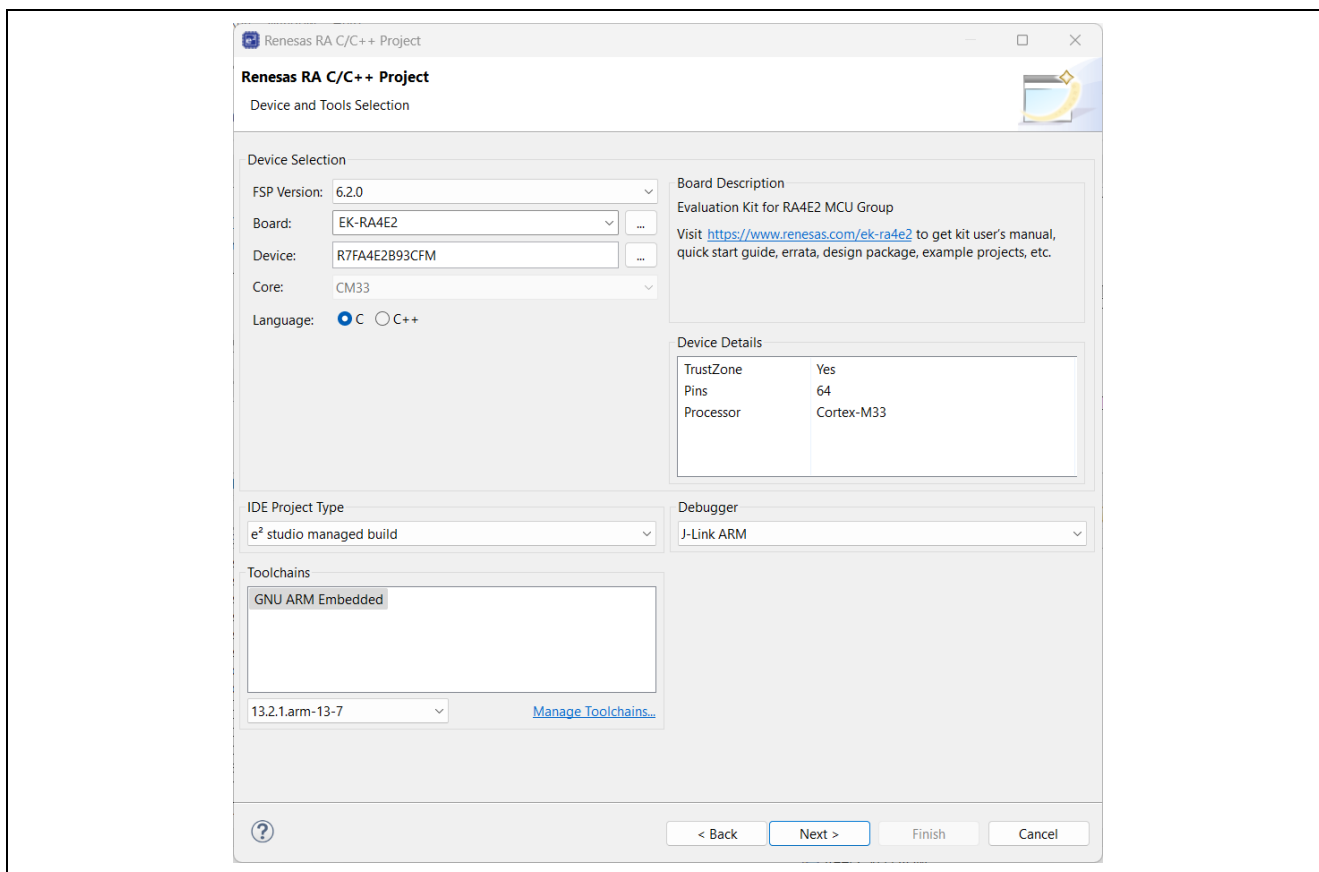 Renesas RA C/C++ Project
Renesas RA C/C++ Project
Device and Tools Selection
Device Selection
FSP Version: 6.2.0
Board: EK-RA4E2 ...
Device: R7FA4E2B93CFM ...
Core: CM33
Language: C C++
Board Description
Evaluation Kit for RA4E2 MCU Group
Visit https://www.renesas.com/ek-ra4e2 to get kit user's manual,
quick start guide, errata, design package, example projects, etc.
Device Details
TrustZone Yes
Pins 64
Processor Cortex-M33
IDE Project Type
e² studio managed build
Debugger
J-Link ARM
Toolchains
GNU ARM Embedded
13.2.1.arm-13-7
Manage Toolchains...
?
< Back
Next >
Finish
Cancel